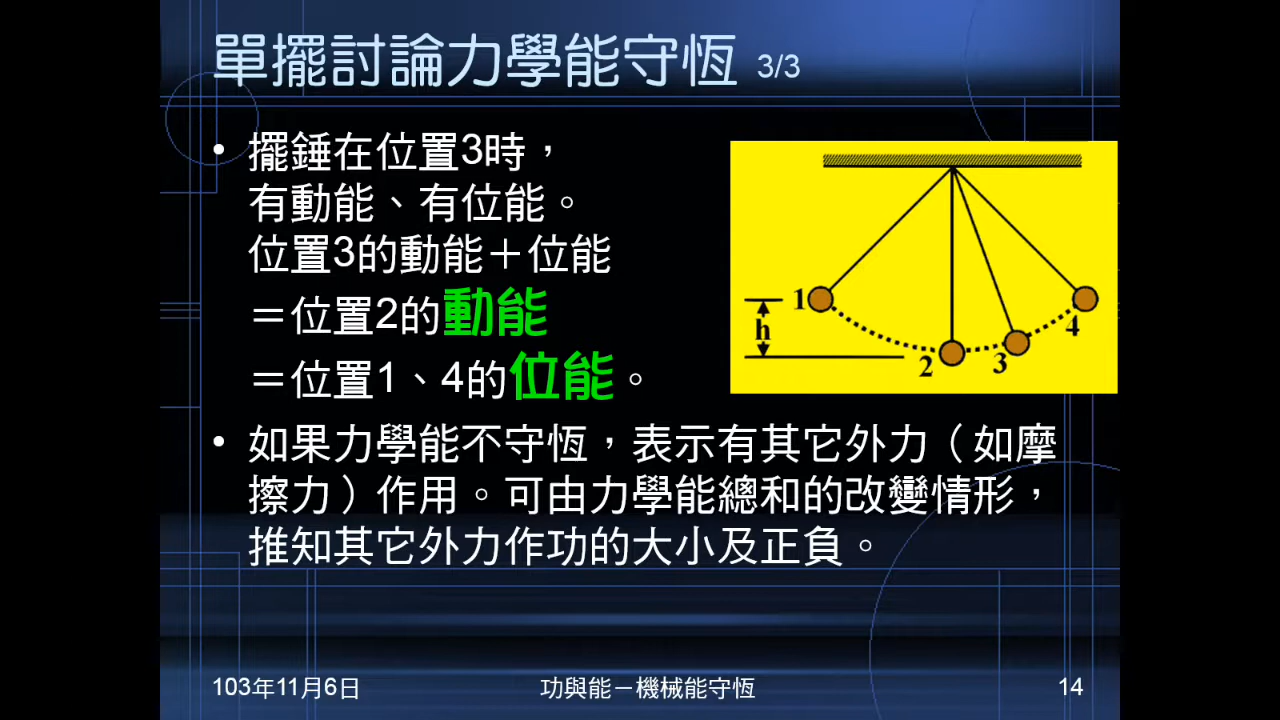 單擺討論力學能守恆 3/3
• 擺錘在位置3時，
有動能、有位能。
位置3的動能＋位能
＝位置2的動能
＝位置1、4的位能。
1
h
2
3
4
• 如果力學能不守恆，表示有其它外力（如摩
擦力）作用。可由力學能總和的改變情形，
推知其它外力作功的大小及正負。
103年11月6日
功與能－機械能守恆
14